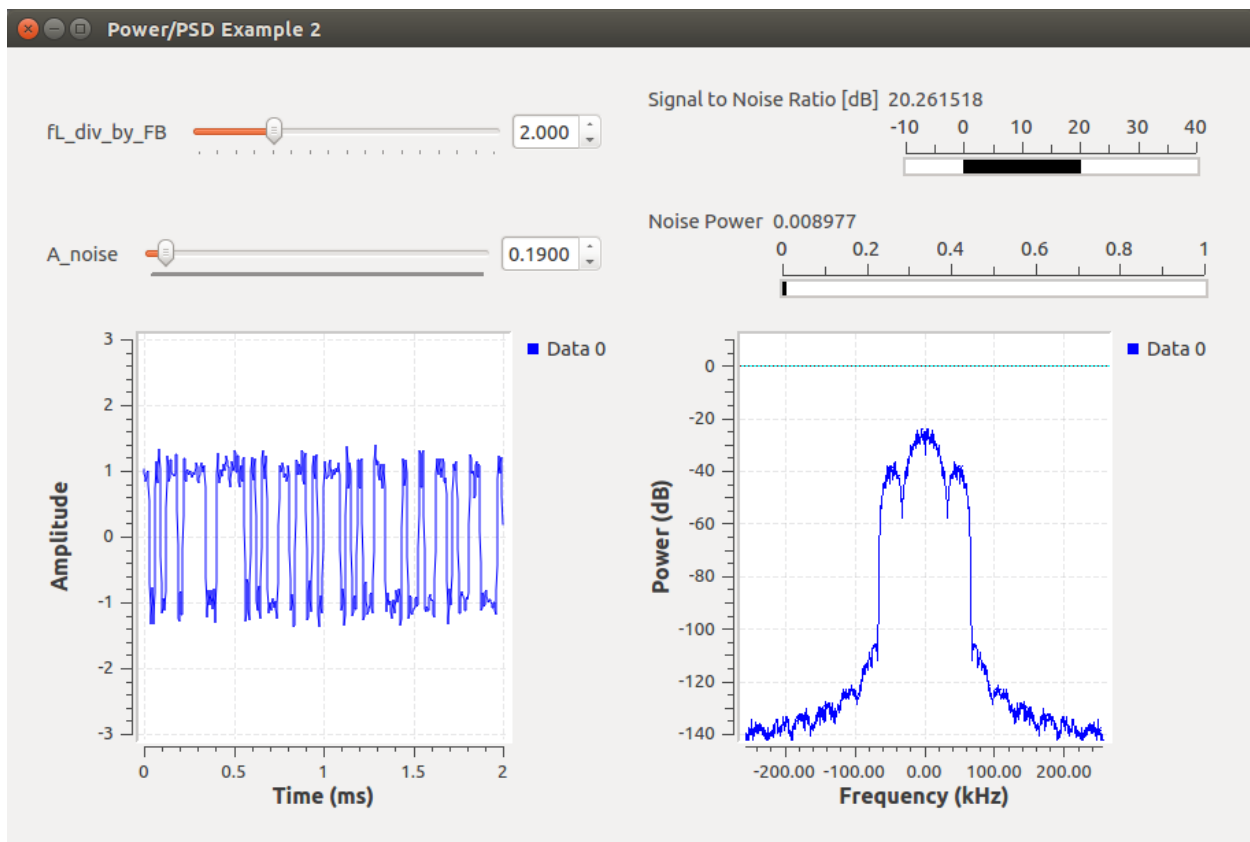 Power/PSD Example 2
fL_div_by_FB
2.000
Signal to Noise Ratio [dB] 20.261518
-10 0 10 20 30 40
A_noise
0.1900
Noise Power 0.008977
0 0.2 0.4 0.6 0.8 1
3
2
1
0
-1
-2
-3
Amplitude
0 0.5 1 1.5 2
Time (ms)
Data 0
0
-20
-40
-60
-80
-100
-120
-140
Power (dB)
-200.00 -100.00 0.00 100.00 200.00
Frequency (kHz)
Data 0